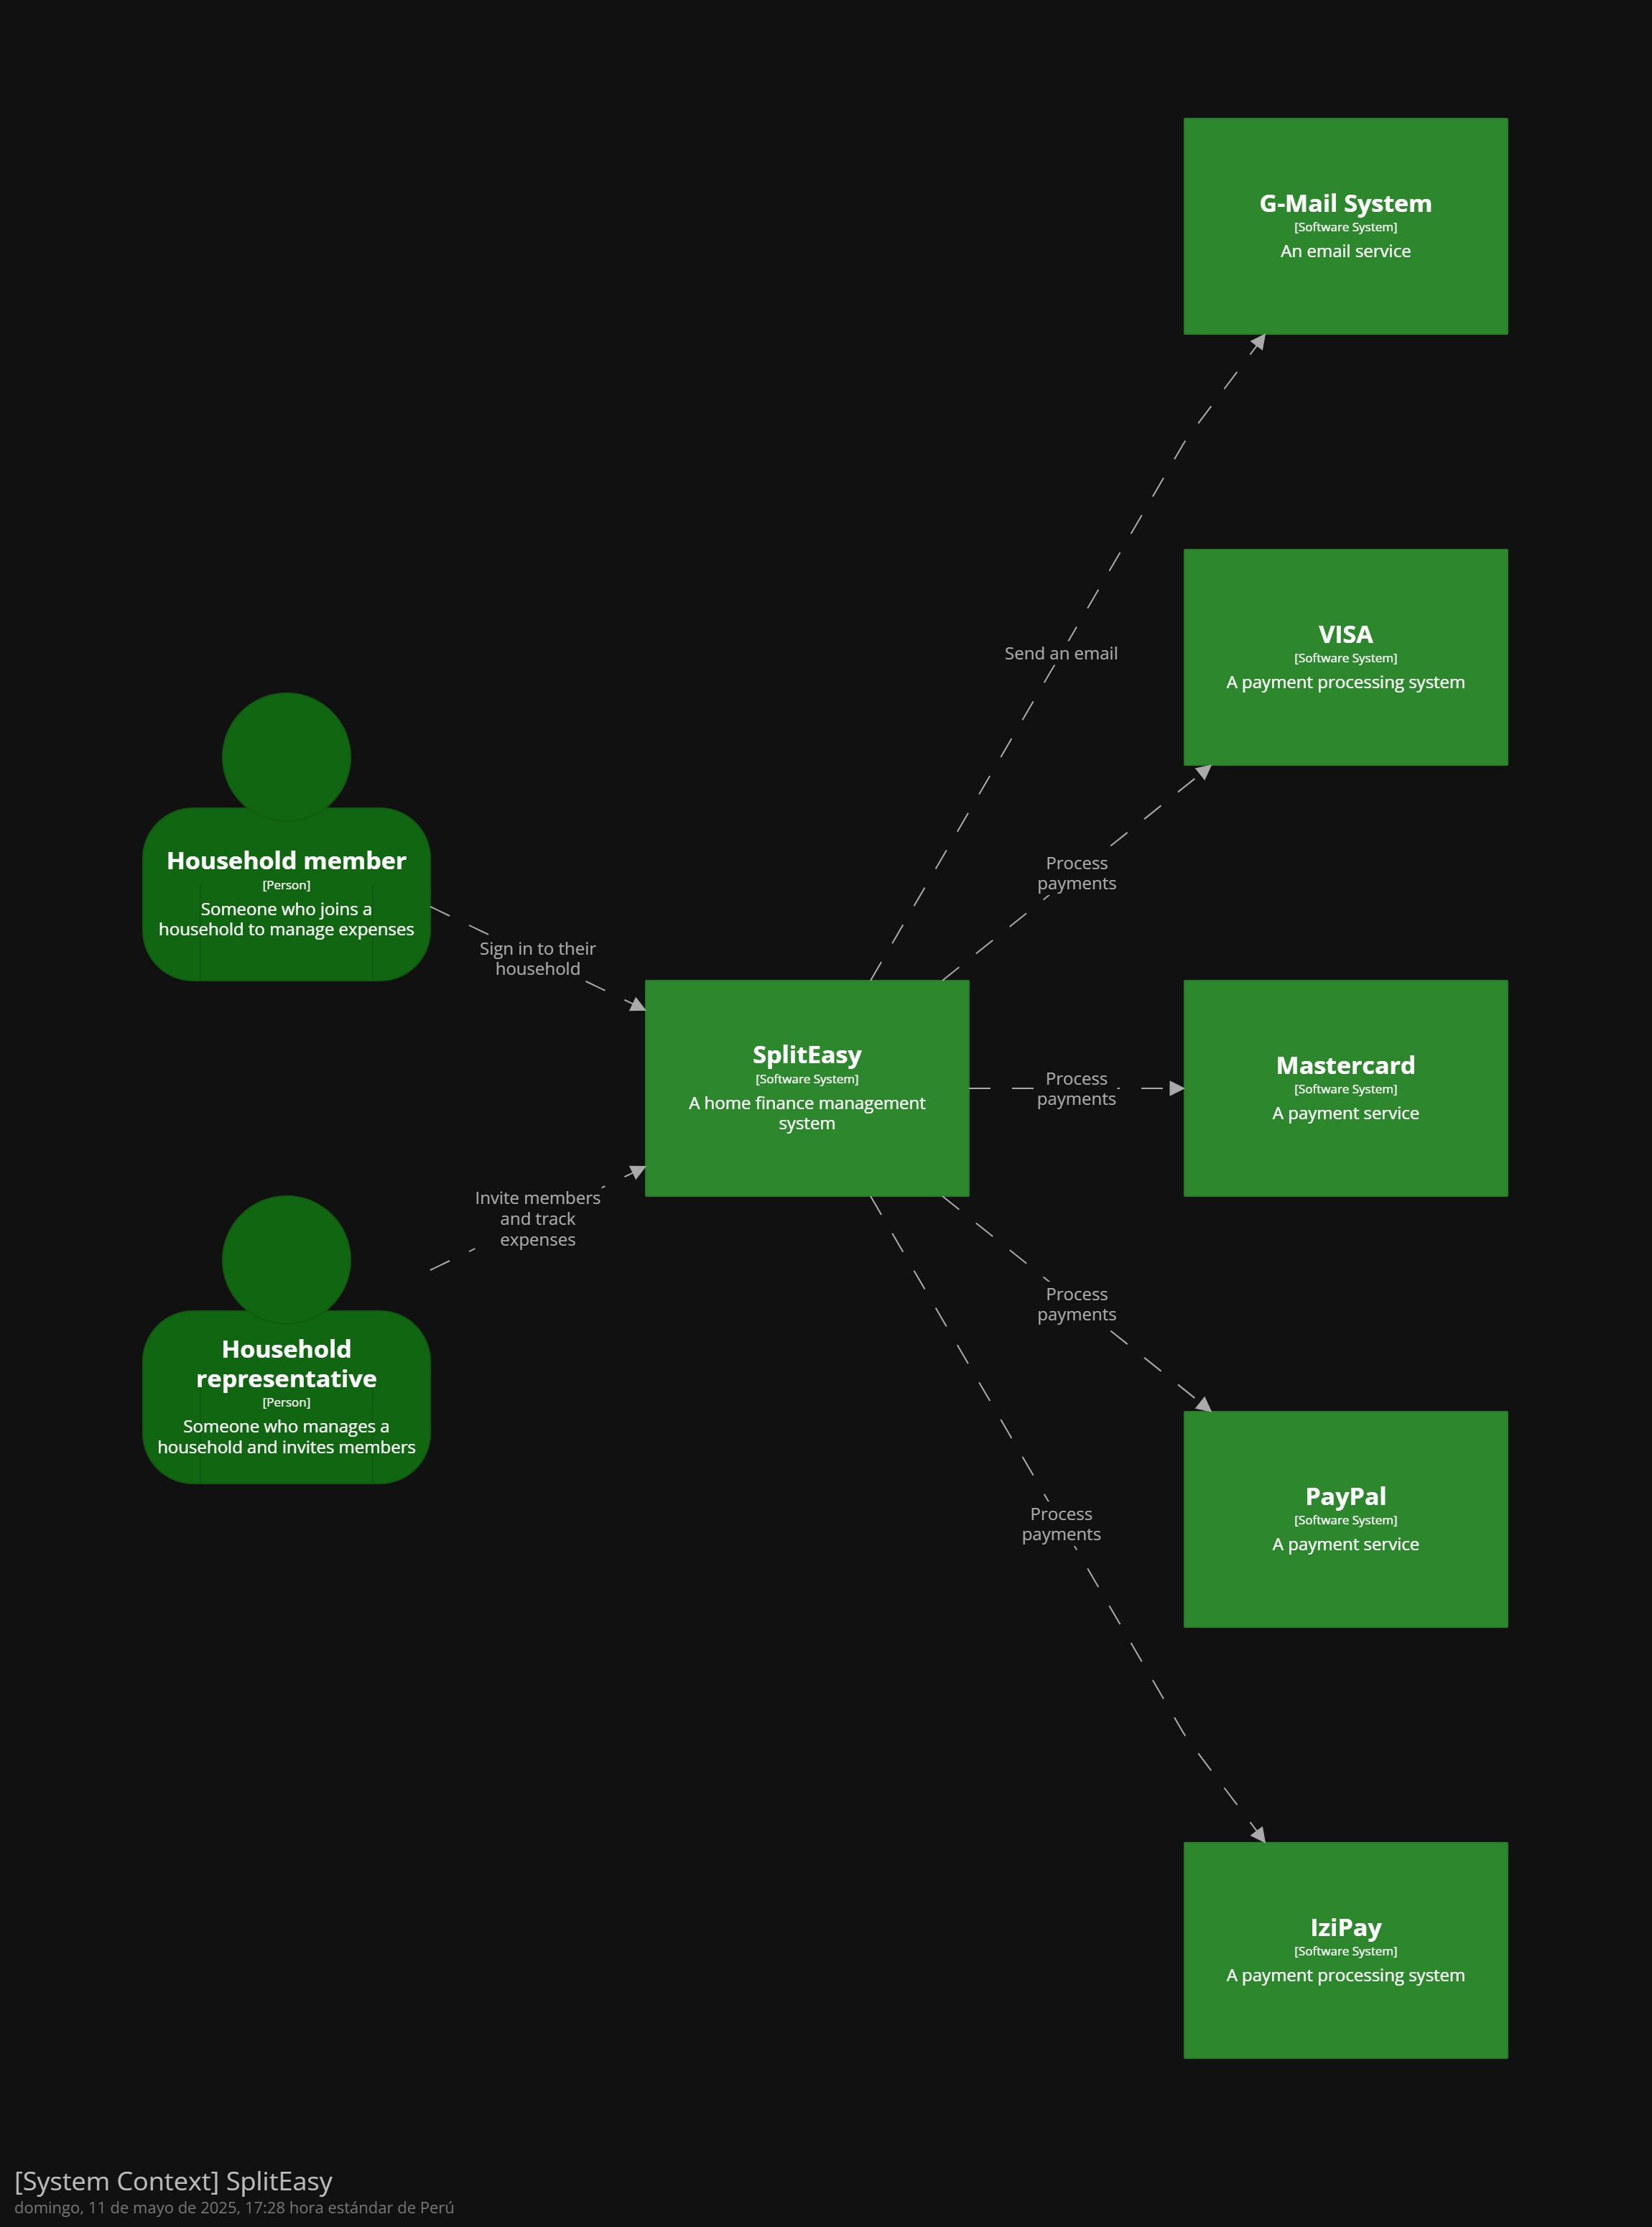 G-Mail System
[Software System]
An email service
VISA
[Software System]
A payment processing system
Send an email
Process
payments
Household member
[Person]
Someone who joins a
household to manage expenses
Sign in to their
household
SplitEasy
[Software System]
A home finance management
system
Process
payments
Mastercard
[Software System]
A payment service
Invite members
and track
expenses
Household
representative
[Person]
Someone who manages a
household and invites members
Process
payments
PayPal
[Software System]
A payment service
Process
payments
IziPay
[Software System]
A payment processing system
[System Context] SplitEasy
domingo, 11 de mayo de 2025, 17:28 hora estándar de Perú